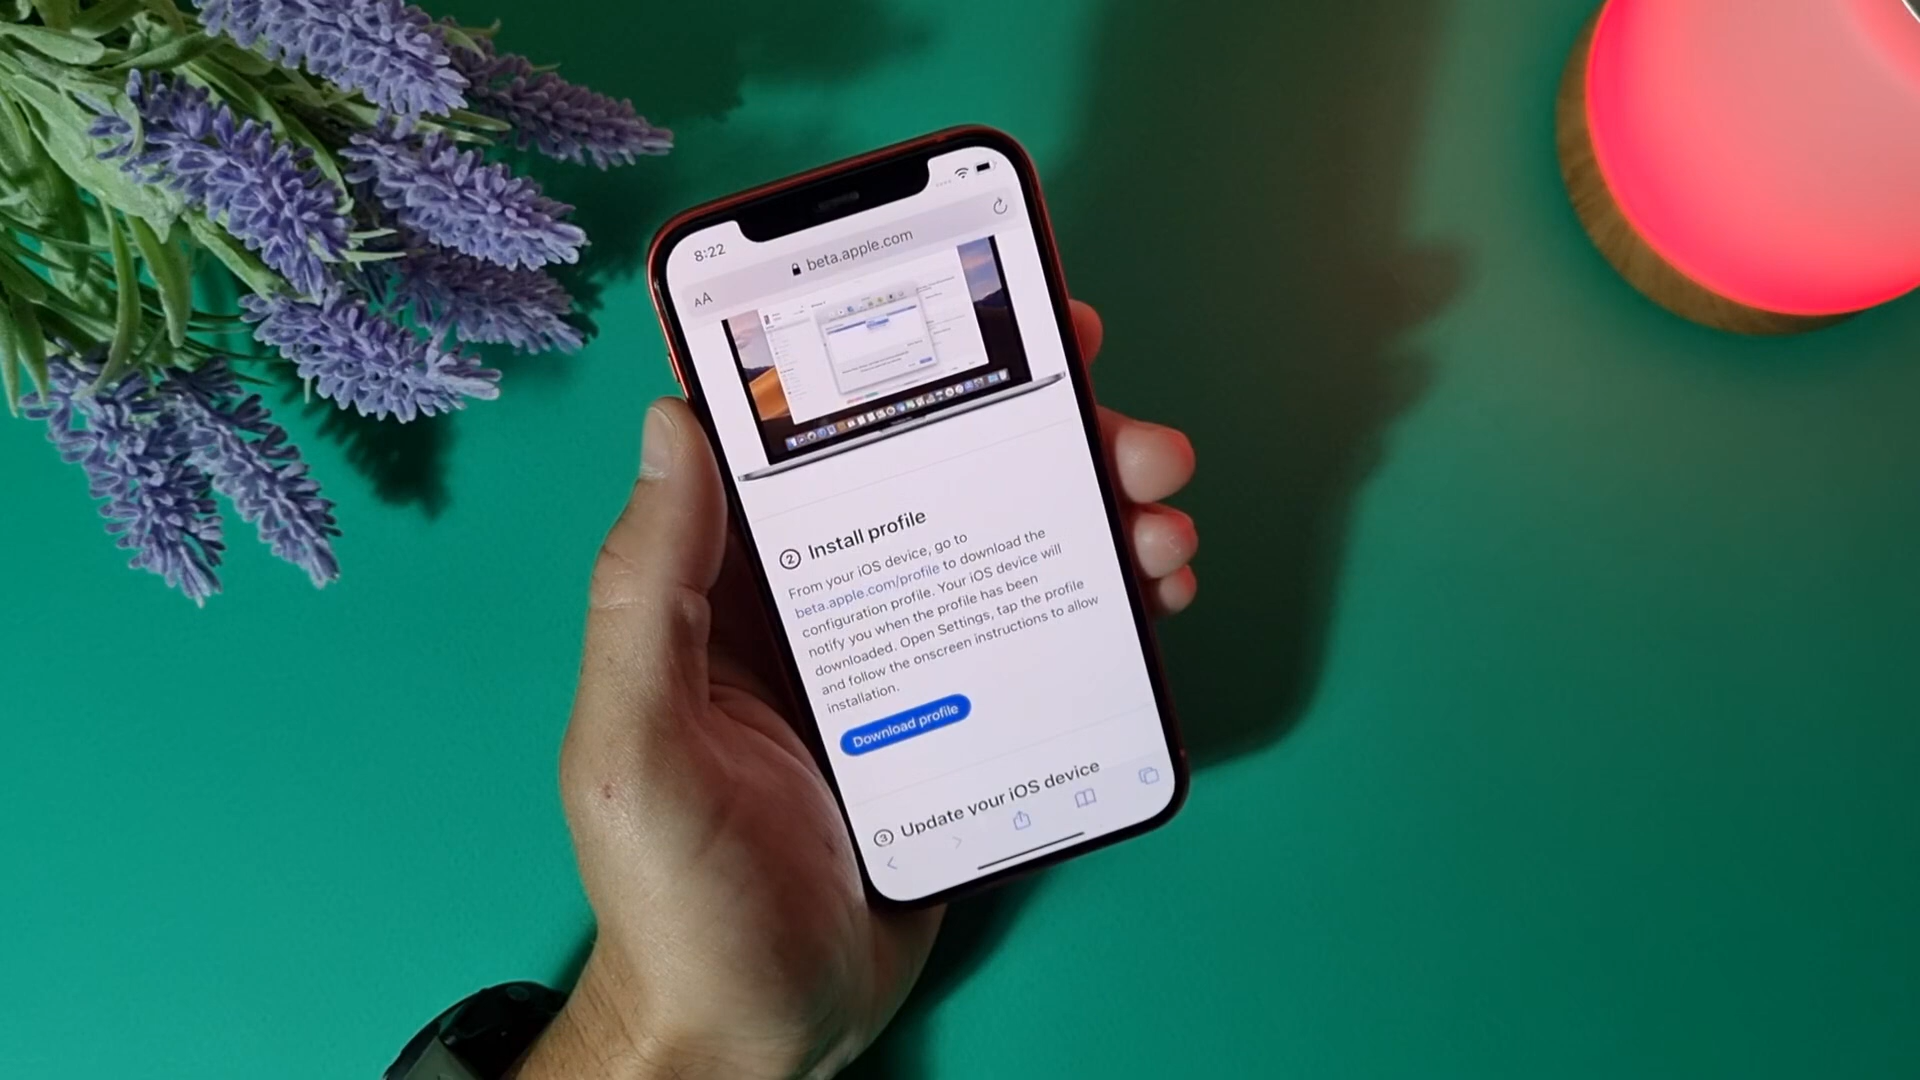 8:22
AA
beta.apple.com
2 Install profile
From your iOS device, go to
beta.apple.com/profile to download the
configuration profile. Your iOS device will
notify you when the profile has been
downloaded. Open Settings, tap the profile
and follow the onscreen instructions to allow
installation.
Download profile
3 Update your iOS device